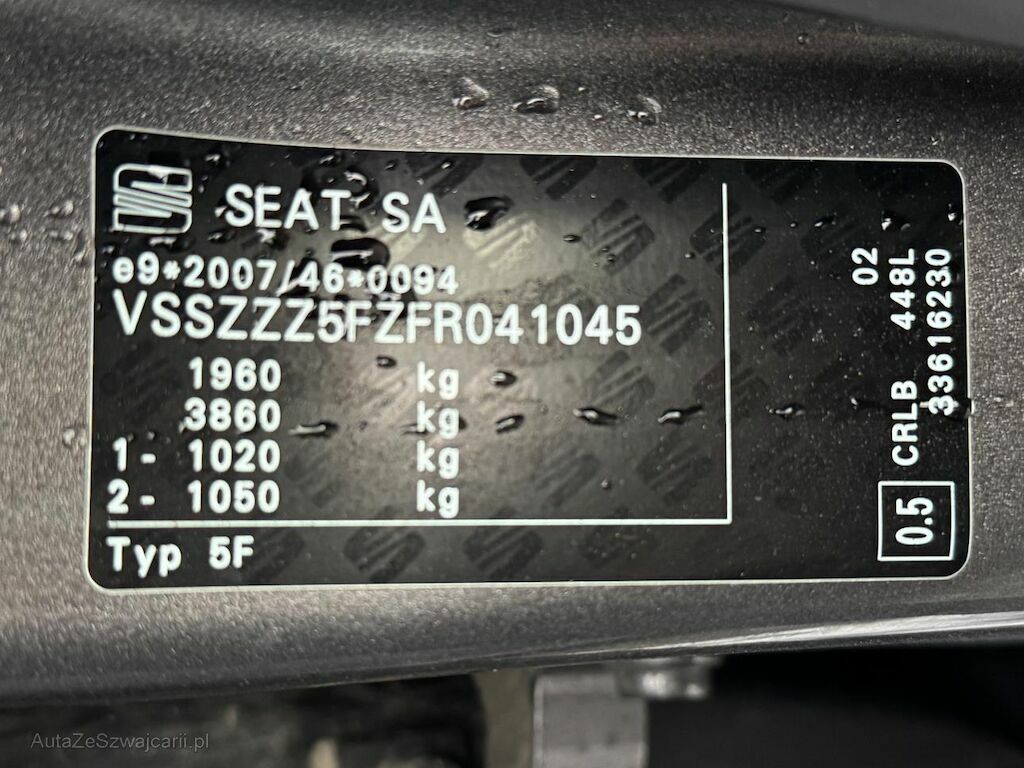 SEAT SA
e9*2007/46*0094
VSSZZZ5FZFR041045
1960 kg
3860 kg
1- 1020 kg
2- 1050 kg
Typ 5F
02
CRLB 448L
33616230
0.5
AutaZeSzwajcarii.pl